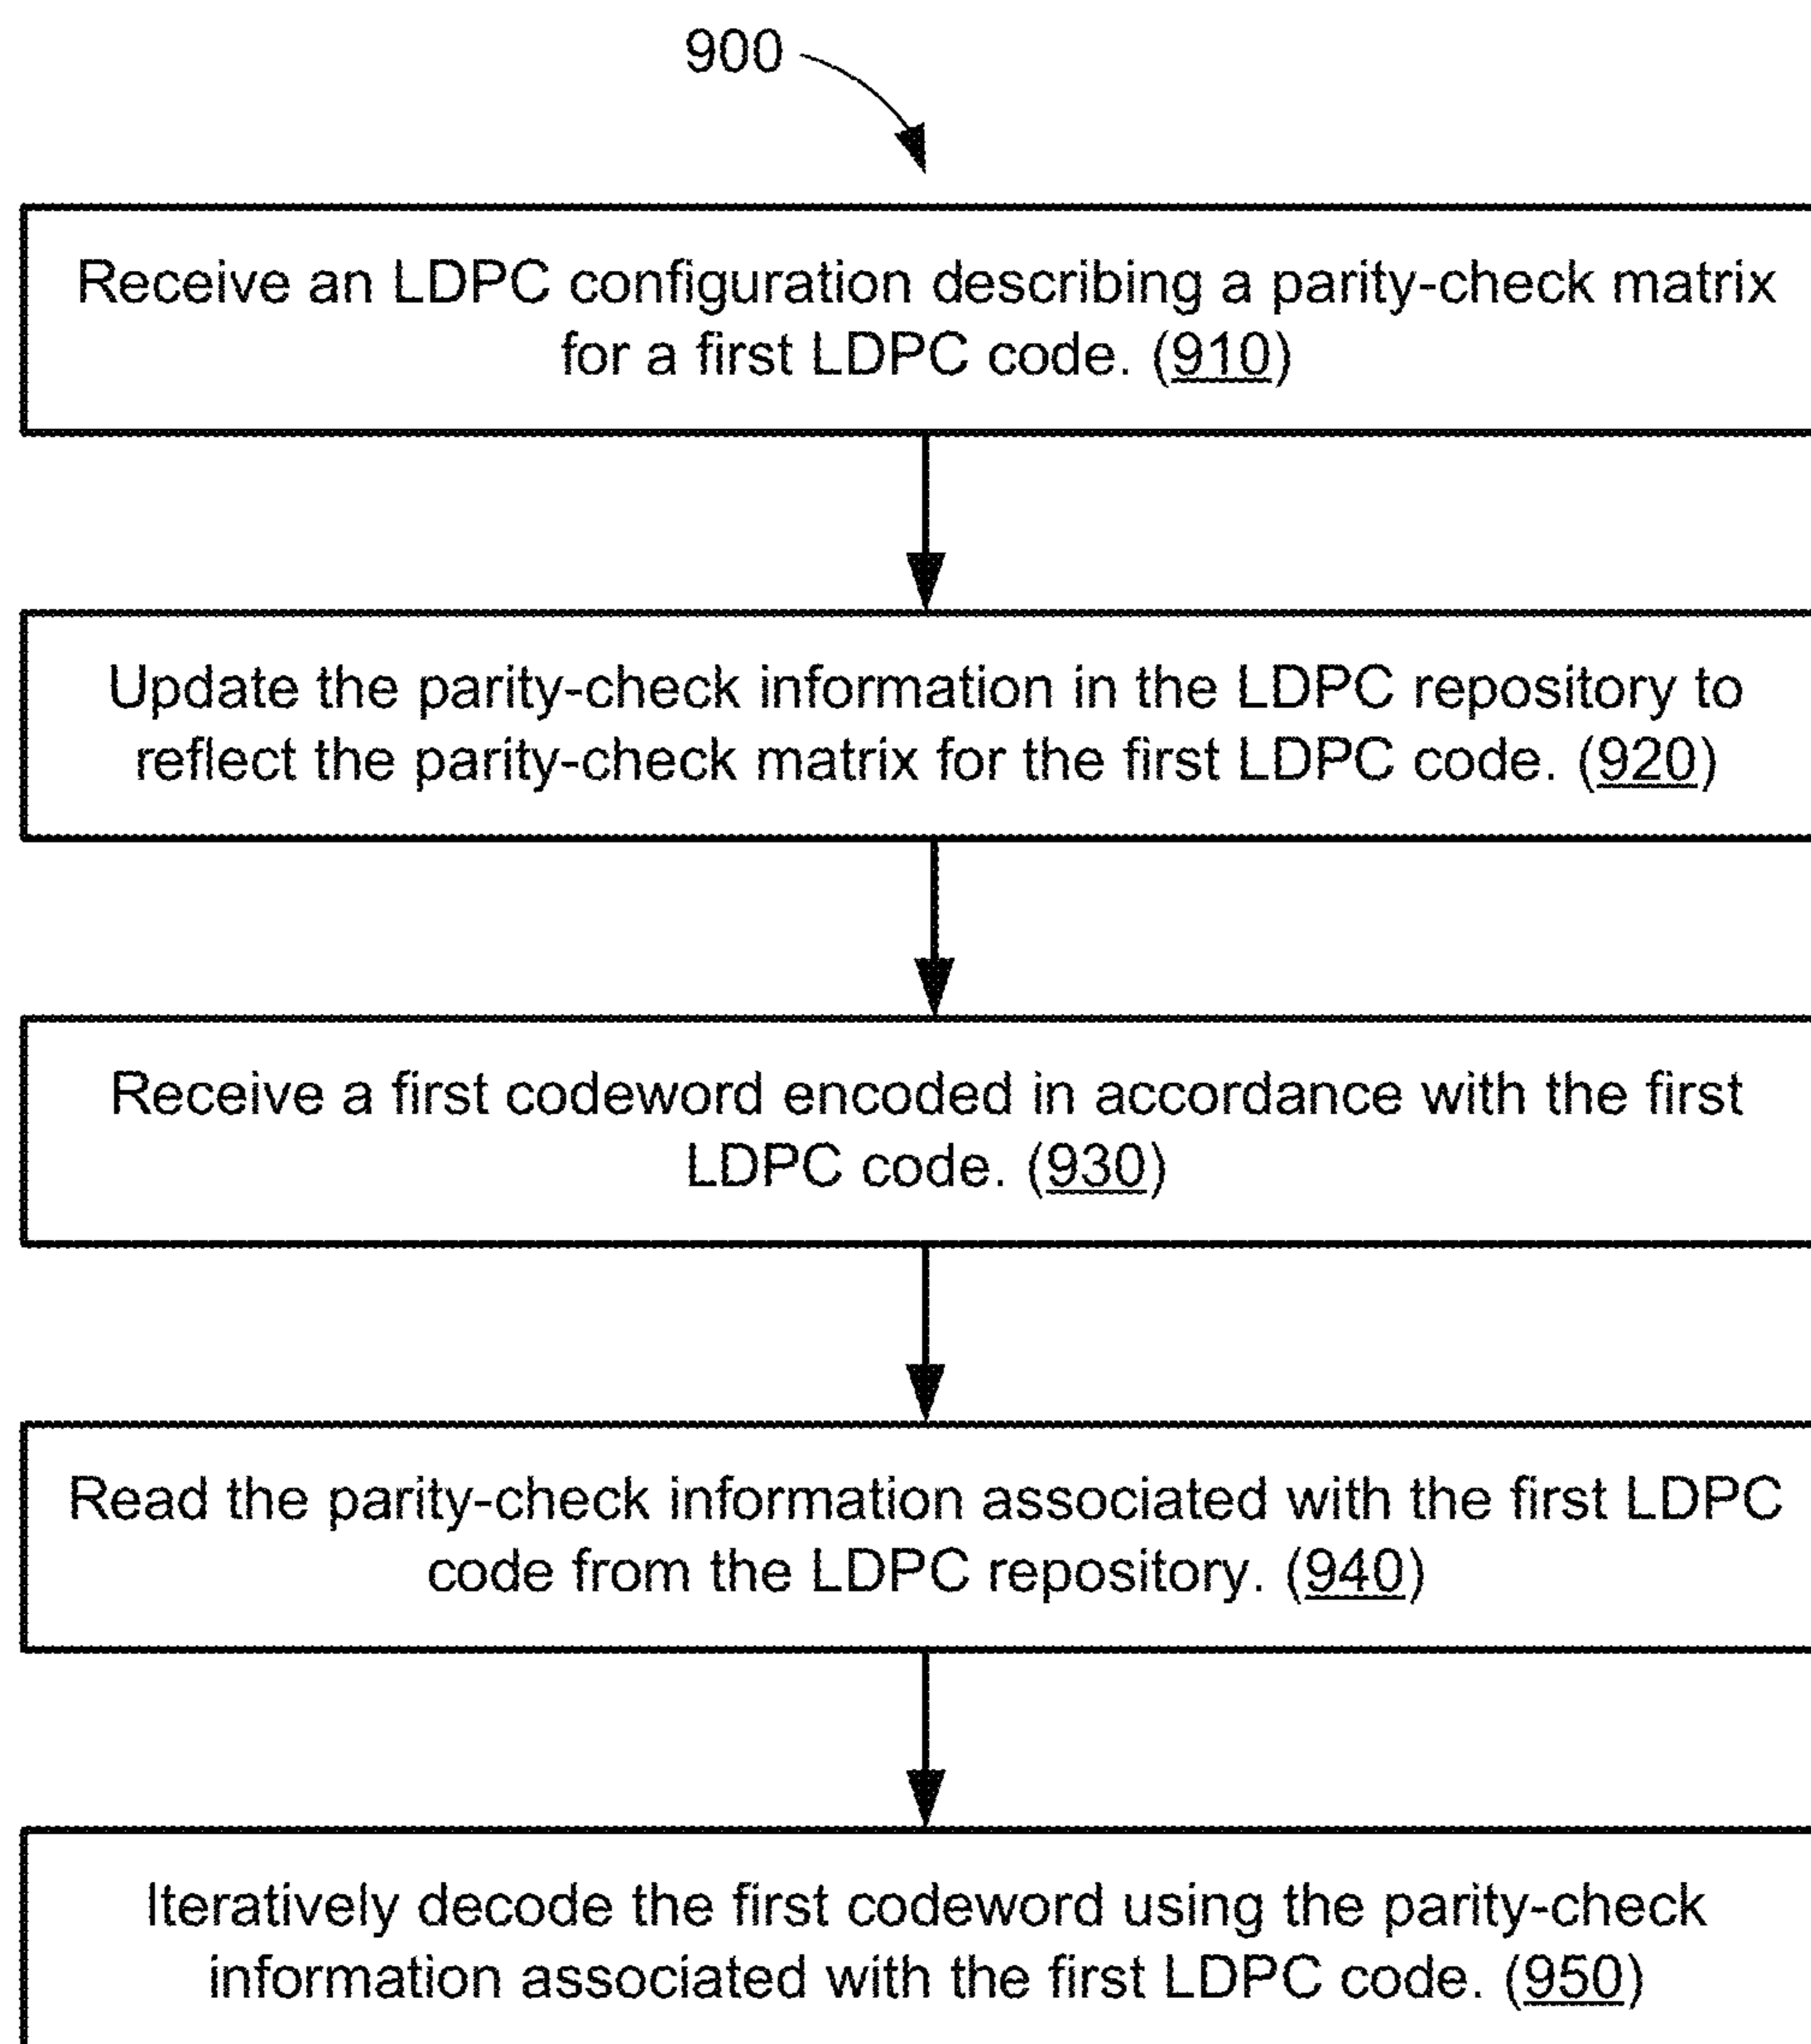 900
Receive an LDPC configuration describing a parity-check matrix
for a first LDPC code. (910)
Update the parity-check information in the LDPC repository to
reflect the parity-check matrix for the first LDPC code. (920)
Receive a first codeword encoded in accordance with the first
LDPC code. (930)
Read the parity-check information associated with the first LDPC
code from the LDPC repository. (940)
Iteratively decode the first codeword using the parity-check
information associated with the first LDPC code. (950)